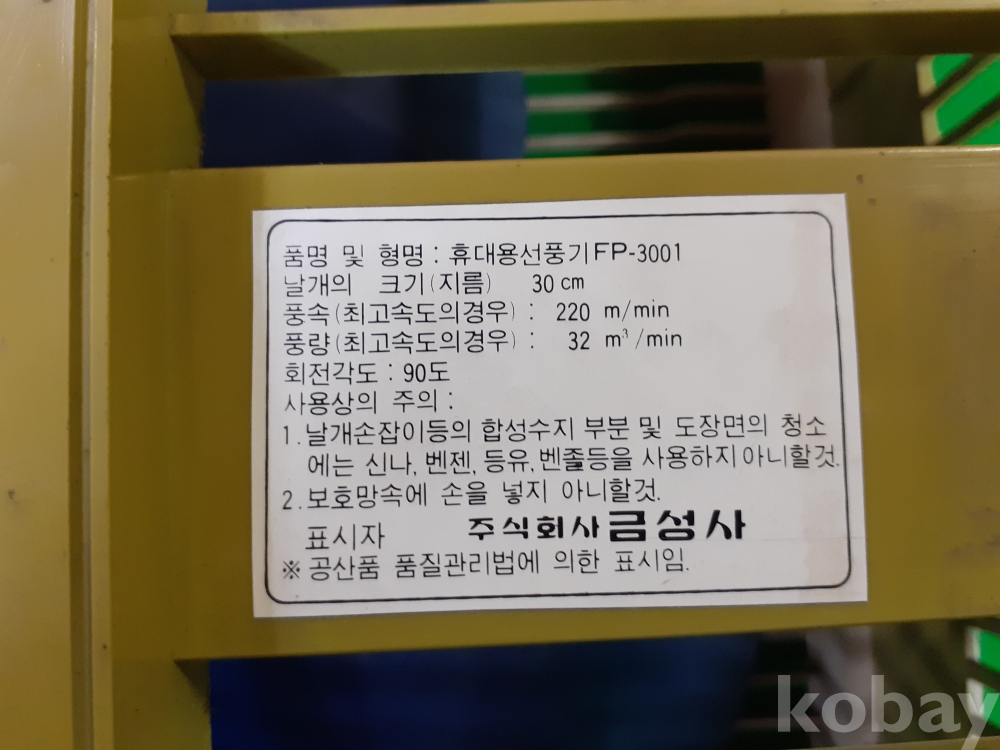 품명 및 형명 : 휴대용선풍기 FP-3001
날개의 크기(지름) 30 cm
풍속(최고속도의경우) : 220 m/min
풍량(최고속도의경우) : 32 m³/min
회전각도 : 90도
사용상의 주의 :
1. 날개손잡이등의 합성수지 부분 및 도장면의 청소
에는 신나, 벤젠, 등유, 벤졸등을 사용하지아니할것.
2. 보호망속에 손을 넣지 아니할것.
표시자 주식회사 금성사
※ 공산품 품질관리법에 의한 표시임.
kobay